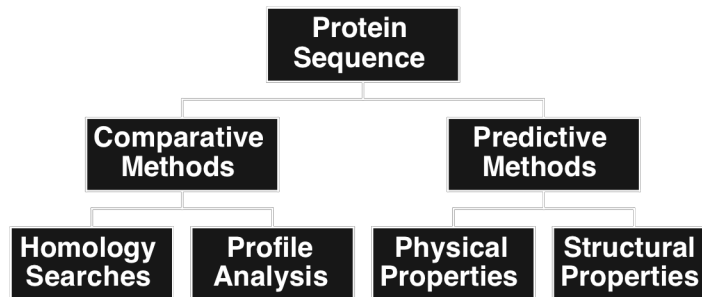 Protein
Sequence
Comparative
Methods
Predictive
Methods
Homology
Searches
Profile
Analysis
Physical
Properties
Structural
Properties